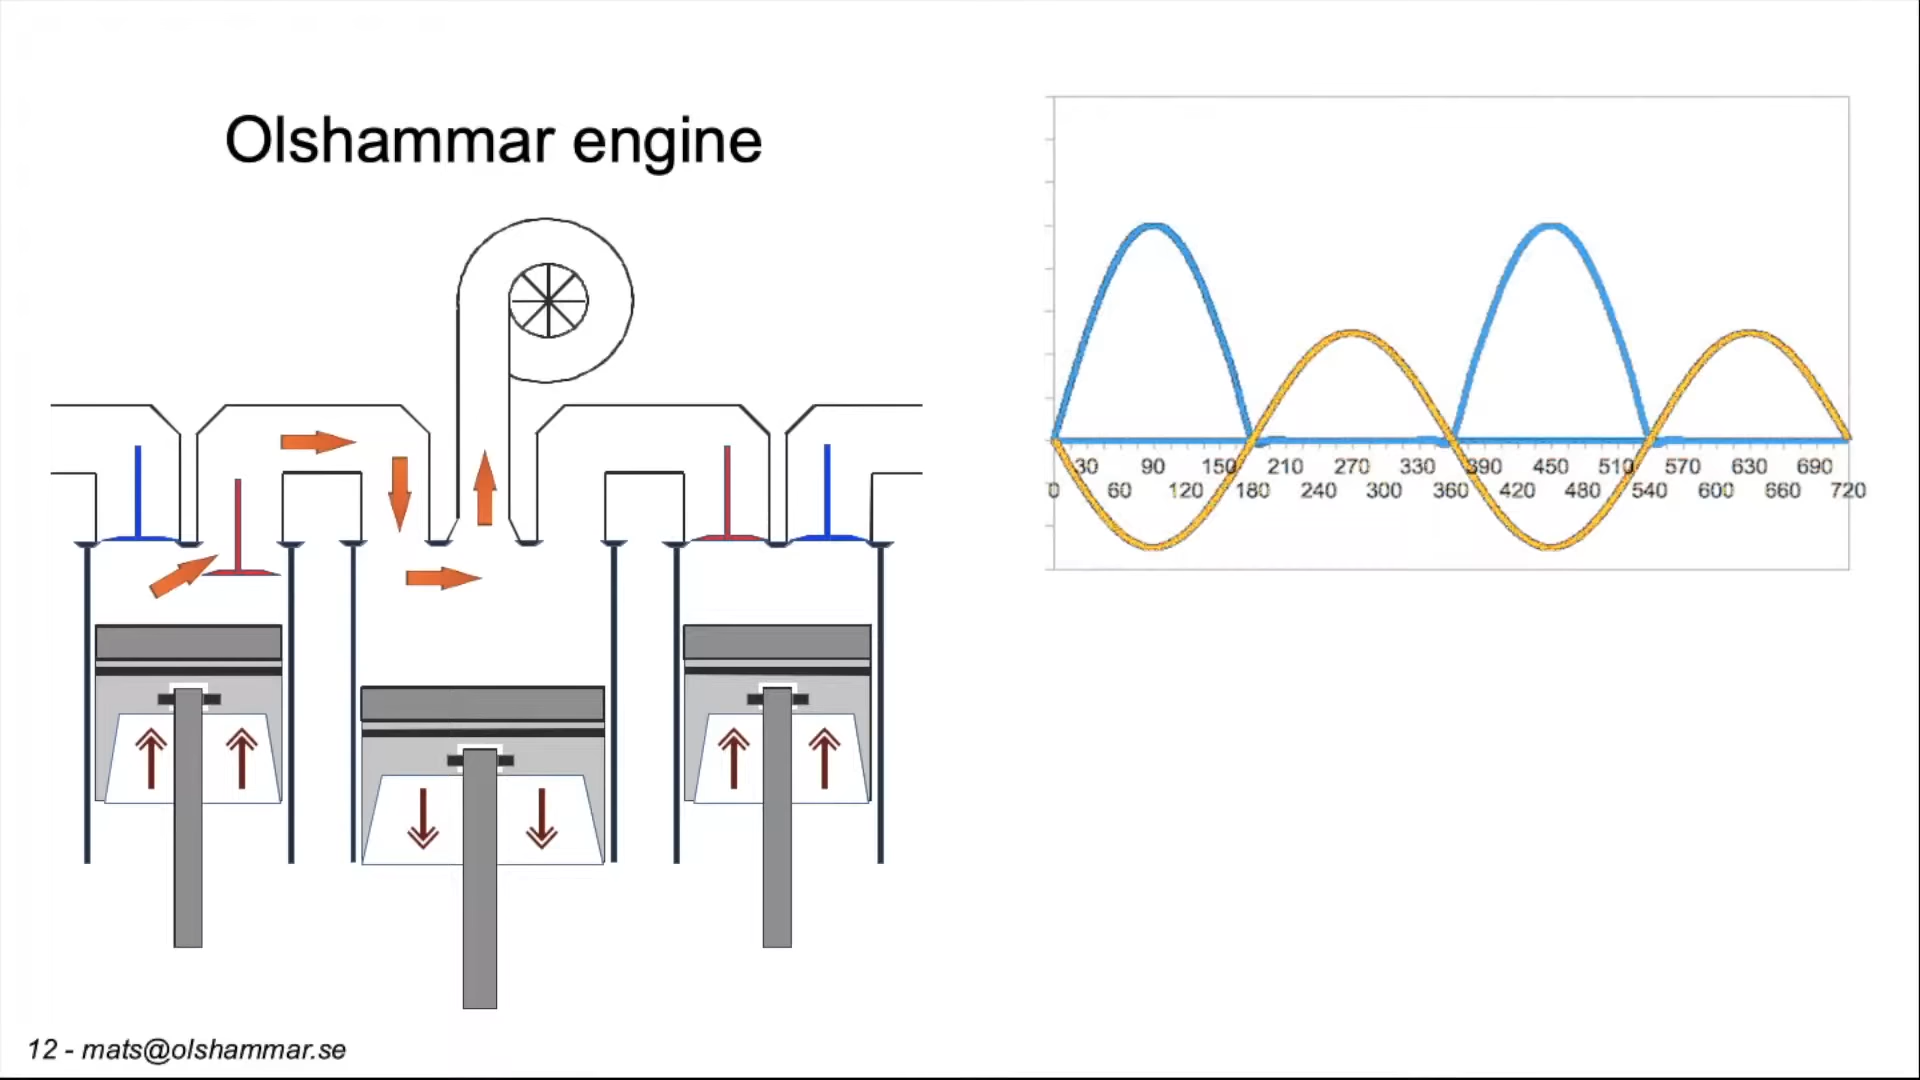 Olshammar engine
30 90 150 210 270 330 390 450 510 570 630 690
0 60 120 180 240 300 360 420 480 540 600 660 720
12 - mats@olshammar.se